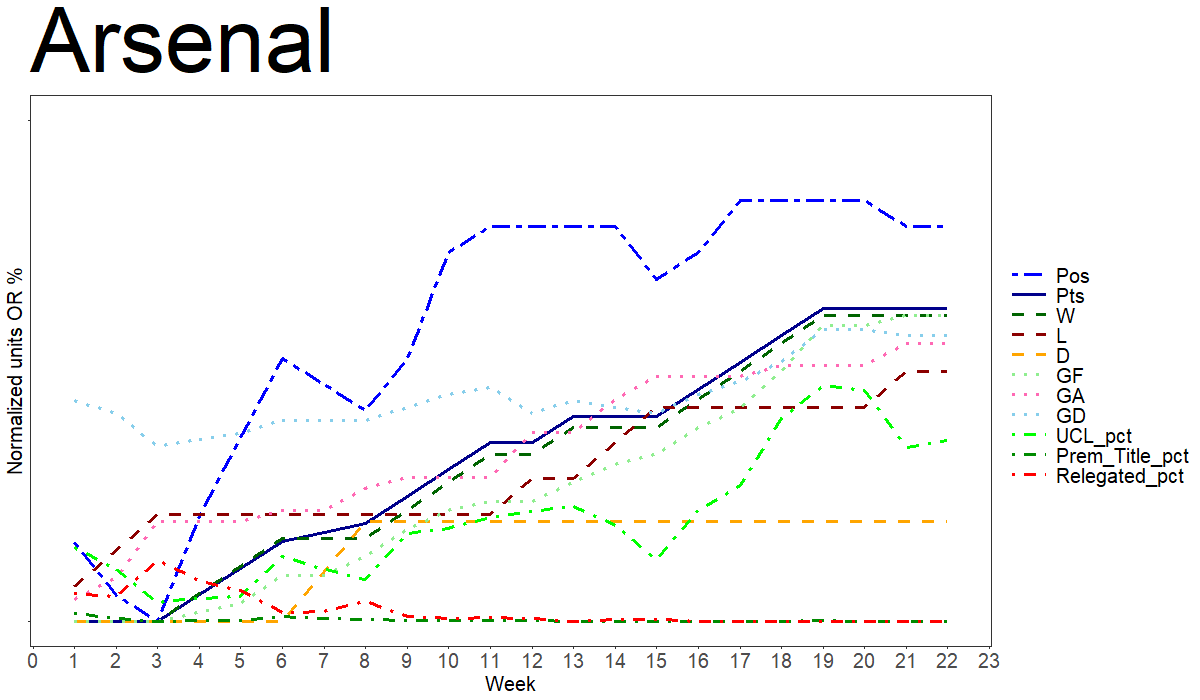 Arsenal
Normalized units OR %
Pos
Pts
W
L
D
GF
GA
GD
UCL_pct
Prem_Title_pct
Relegated_pct
0 1 2 3 4 5 6 7 8 9 10 11 12 13 14 15 16 17 18 19 20 21 22 23
Week